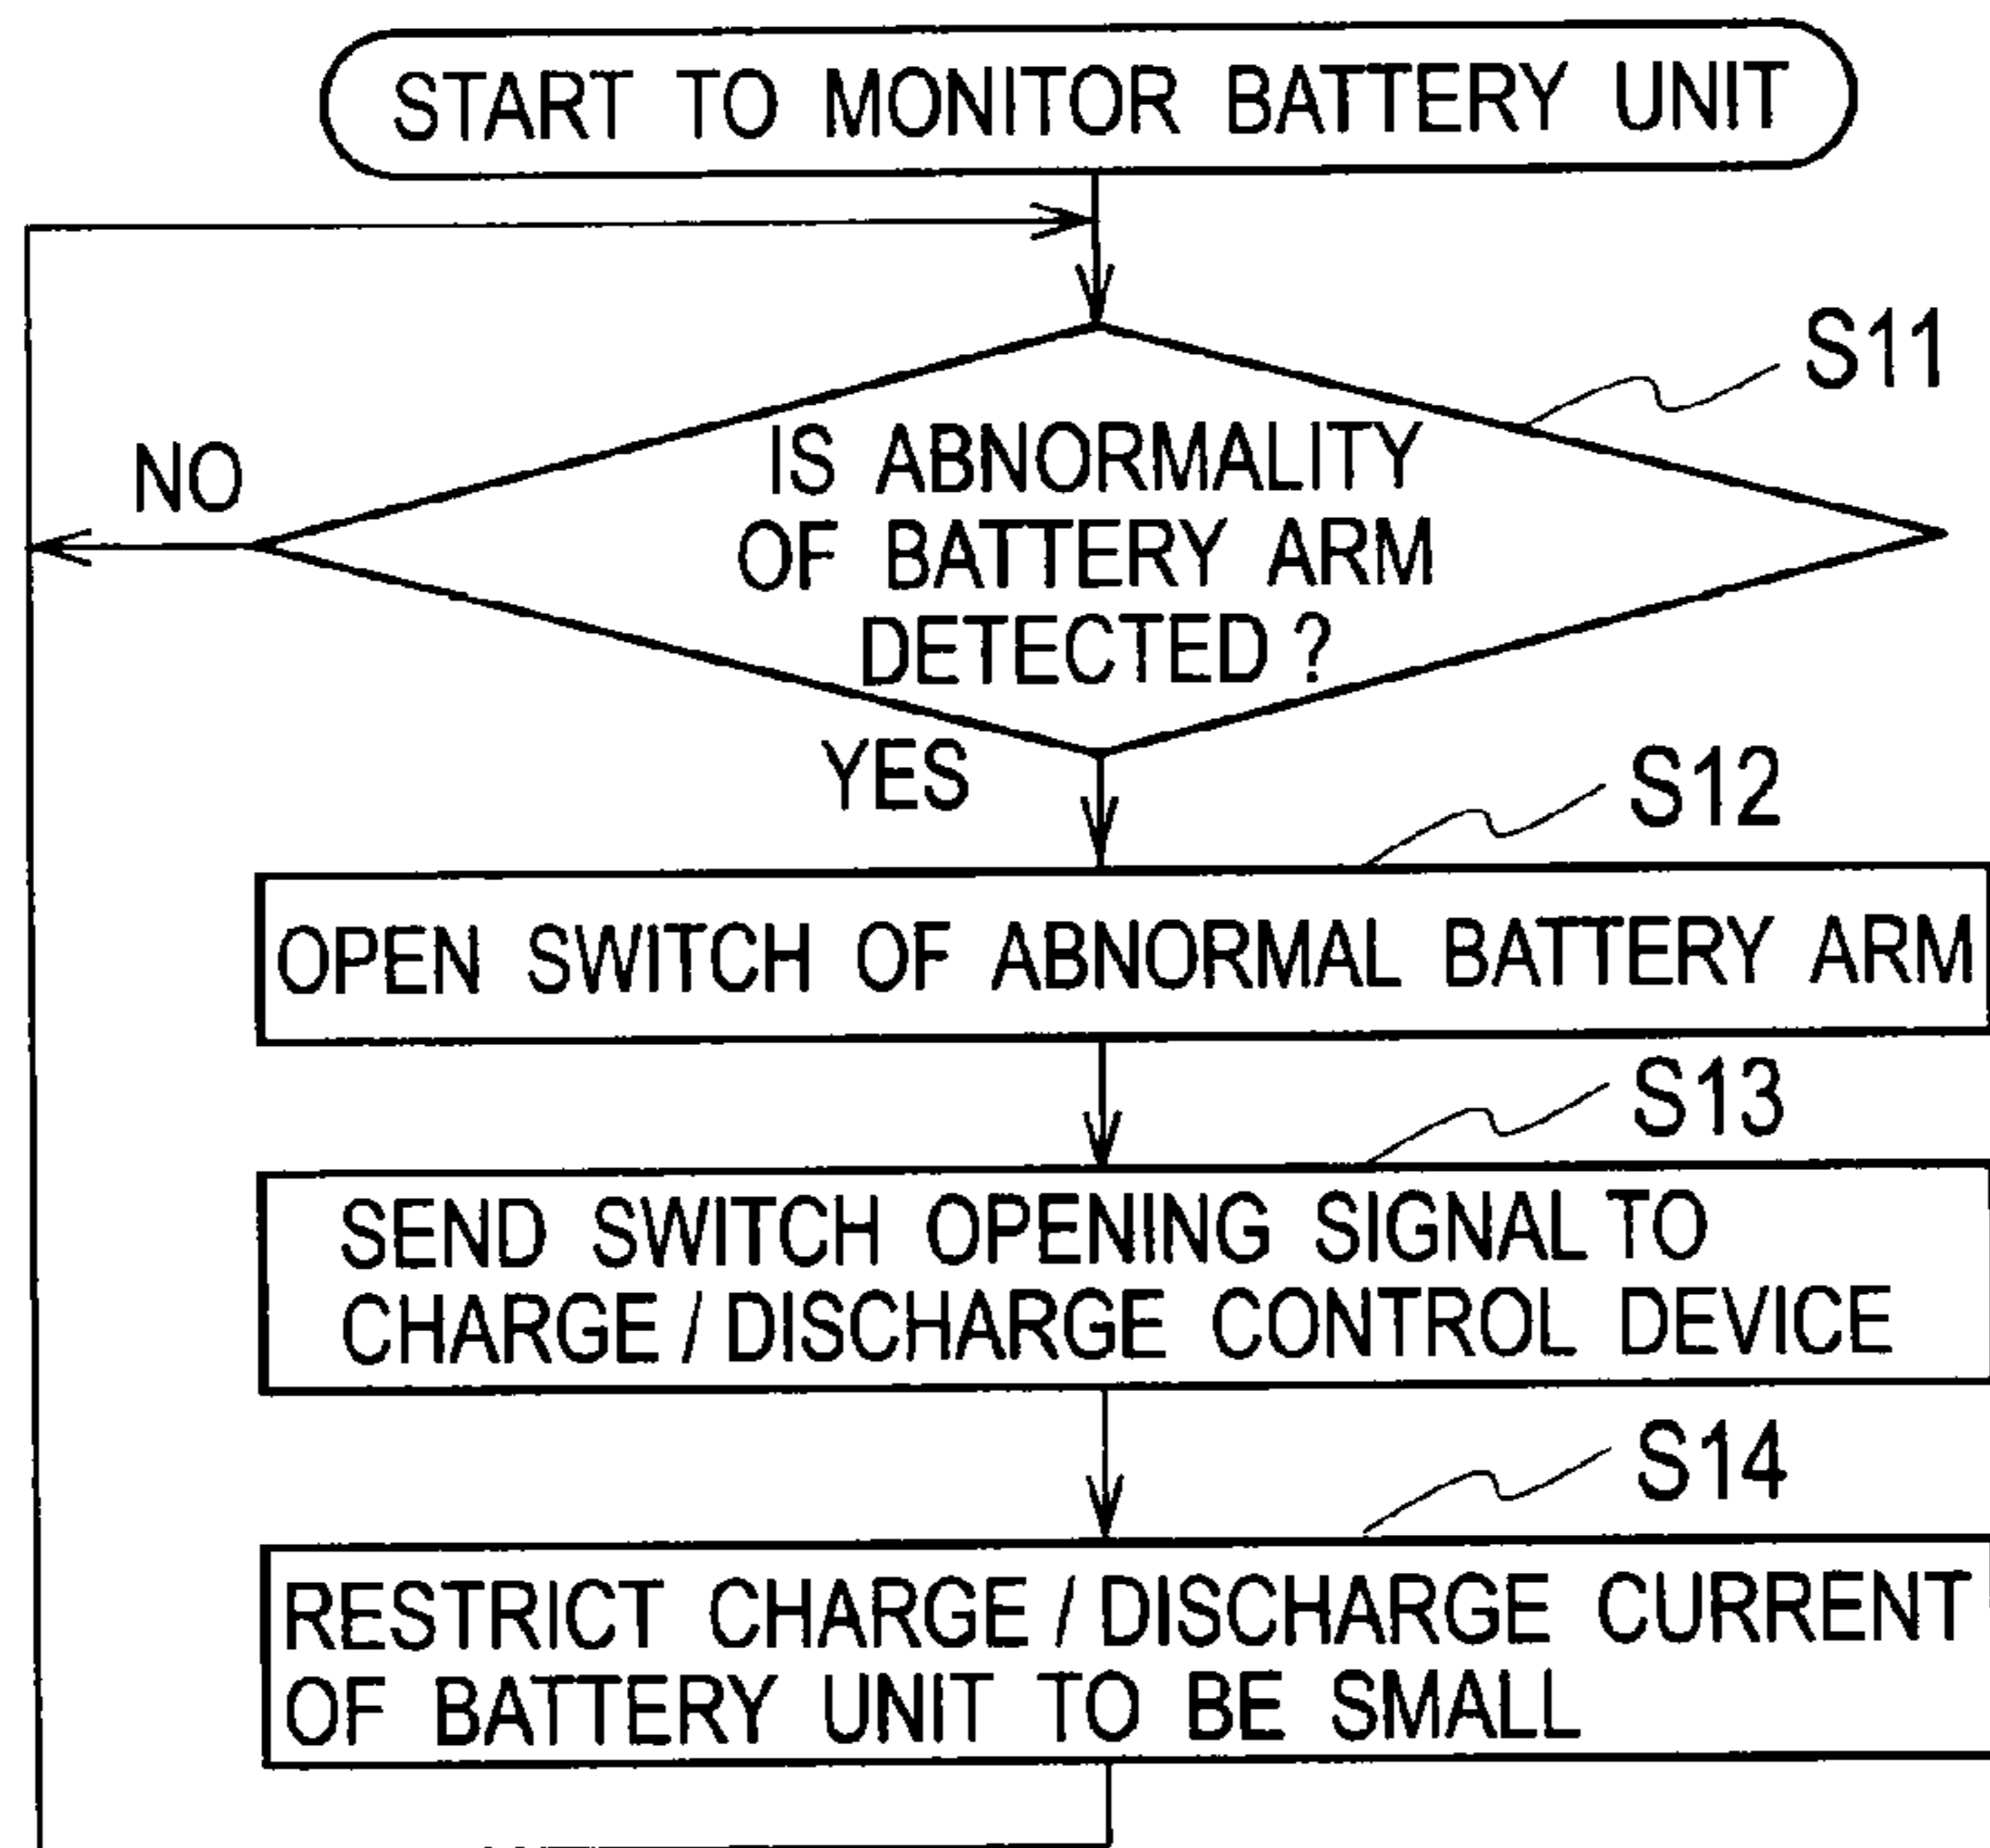 START TO MONITOR BATTERY UNIT
S11
IS ABNORMALITY
OF BATTERY ARM
DETECTED ?
NO
YES
S12
OPEN SWITCH OF ABNORMAL BATTERY ARM
S13
SEND SWITCH OPENING SIGNAL TO
CHARGE / DISCHARGE CONTROL DEVICE
S14
RESTRICT CHARGE / DISCHARGE CURRENT
OF BATTERY UNIT TO BE SMALL